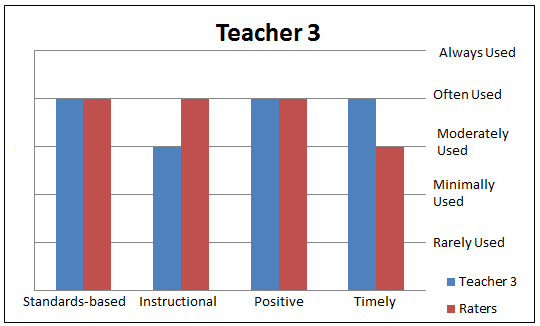 Teacher 3
Always Used
Often Used
Moderately
Used
Minimally
Used
Rarely Used
Teacher 3
Raters
Standards-based Instructional Positive Timely